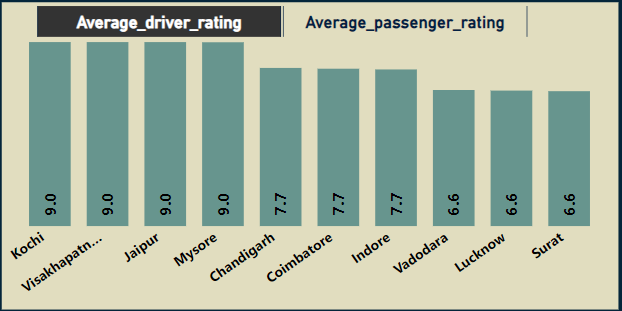 Average_driver_rating
Average_passenger_rating
9.0
9.0
9.0
9.0
7.7
7.7
7.7
6.6
6.6
6.6
Kochi
Visakhapatn...
Jaipur
Mysore
Chandigarh
Coimbatore
Indore
Vadodara
Lucknow
Surat